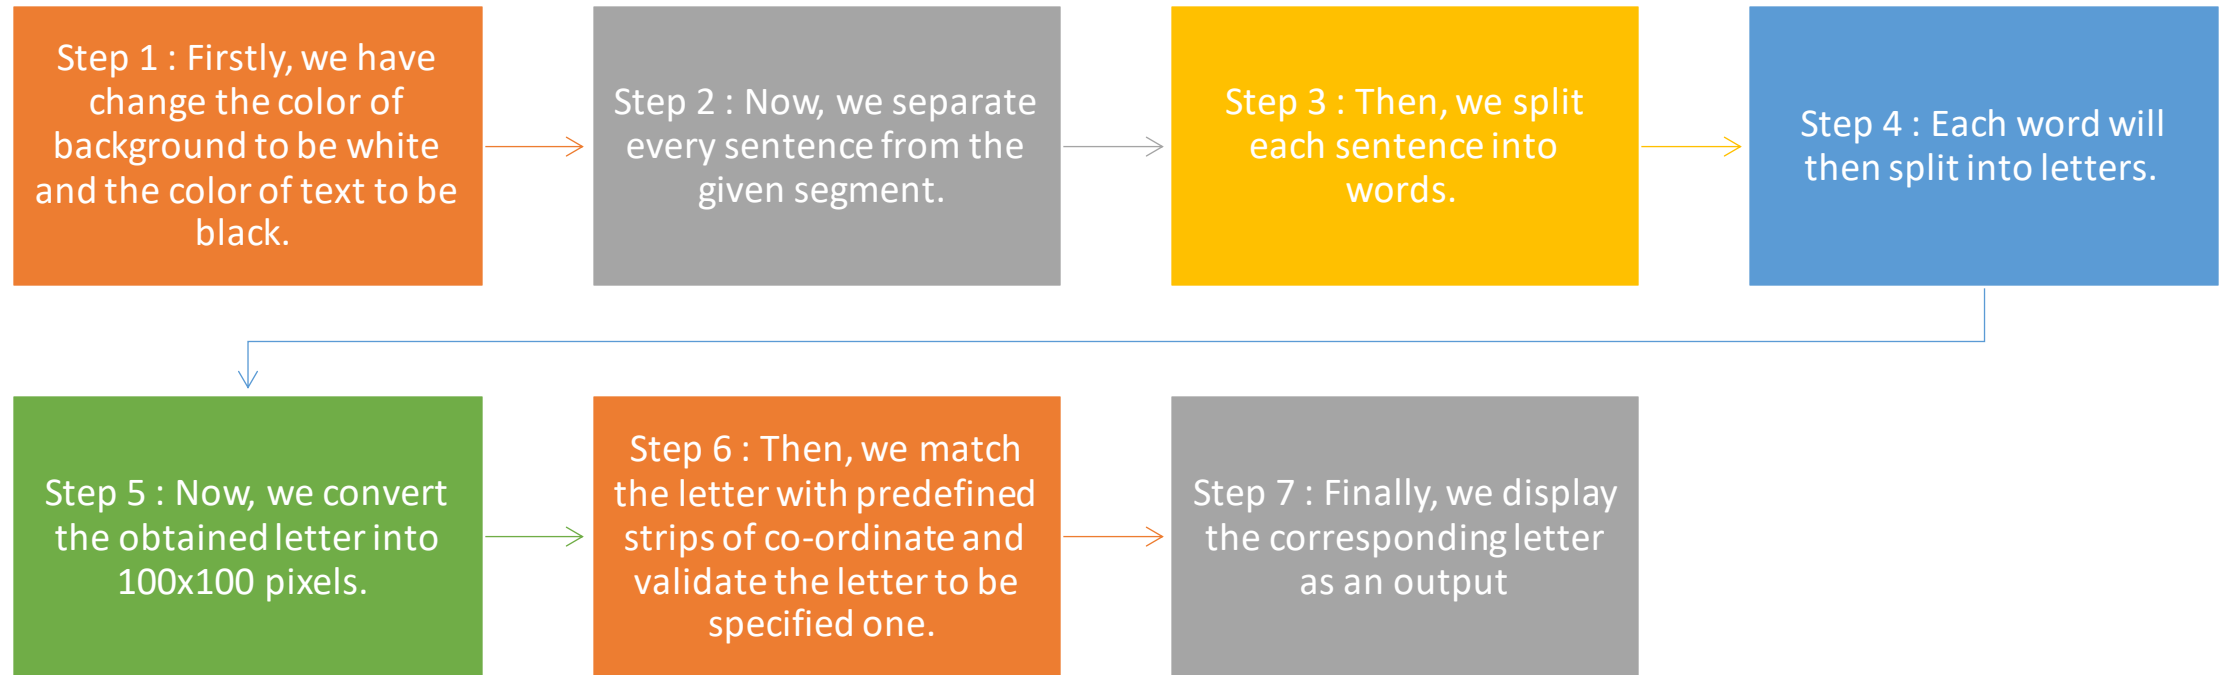 Step 1 : Firstly, we have
change the color of
background to be white
and the color of text to be
black.
Step 2 : Now, we separate
every sentence from the
given segment.
Step 3 : Then, we split
each sentence into
words.
Step 4 : Each word will
then split into letters.
Step 5 : Now, we convert
the obtained letter into
100x100 pixels.
Step 6 : Then, we match
the letter with predefined
strips of co-ordinate and
validate the letter to be
specified one.
Step 7 : Finally, we display
the corresponding letter
as an output